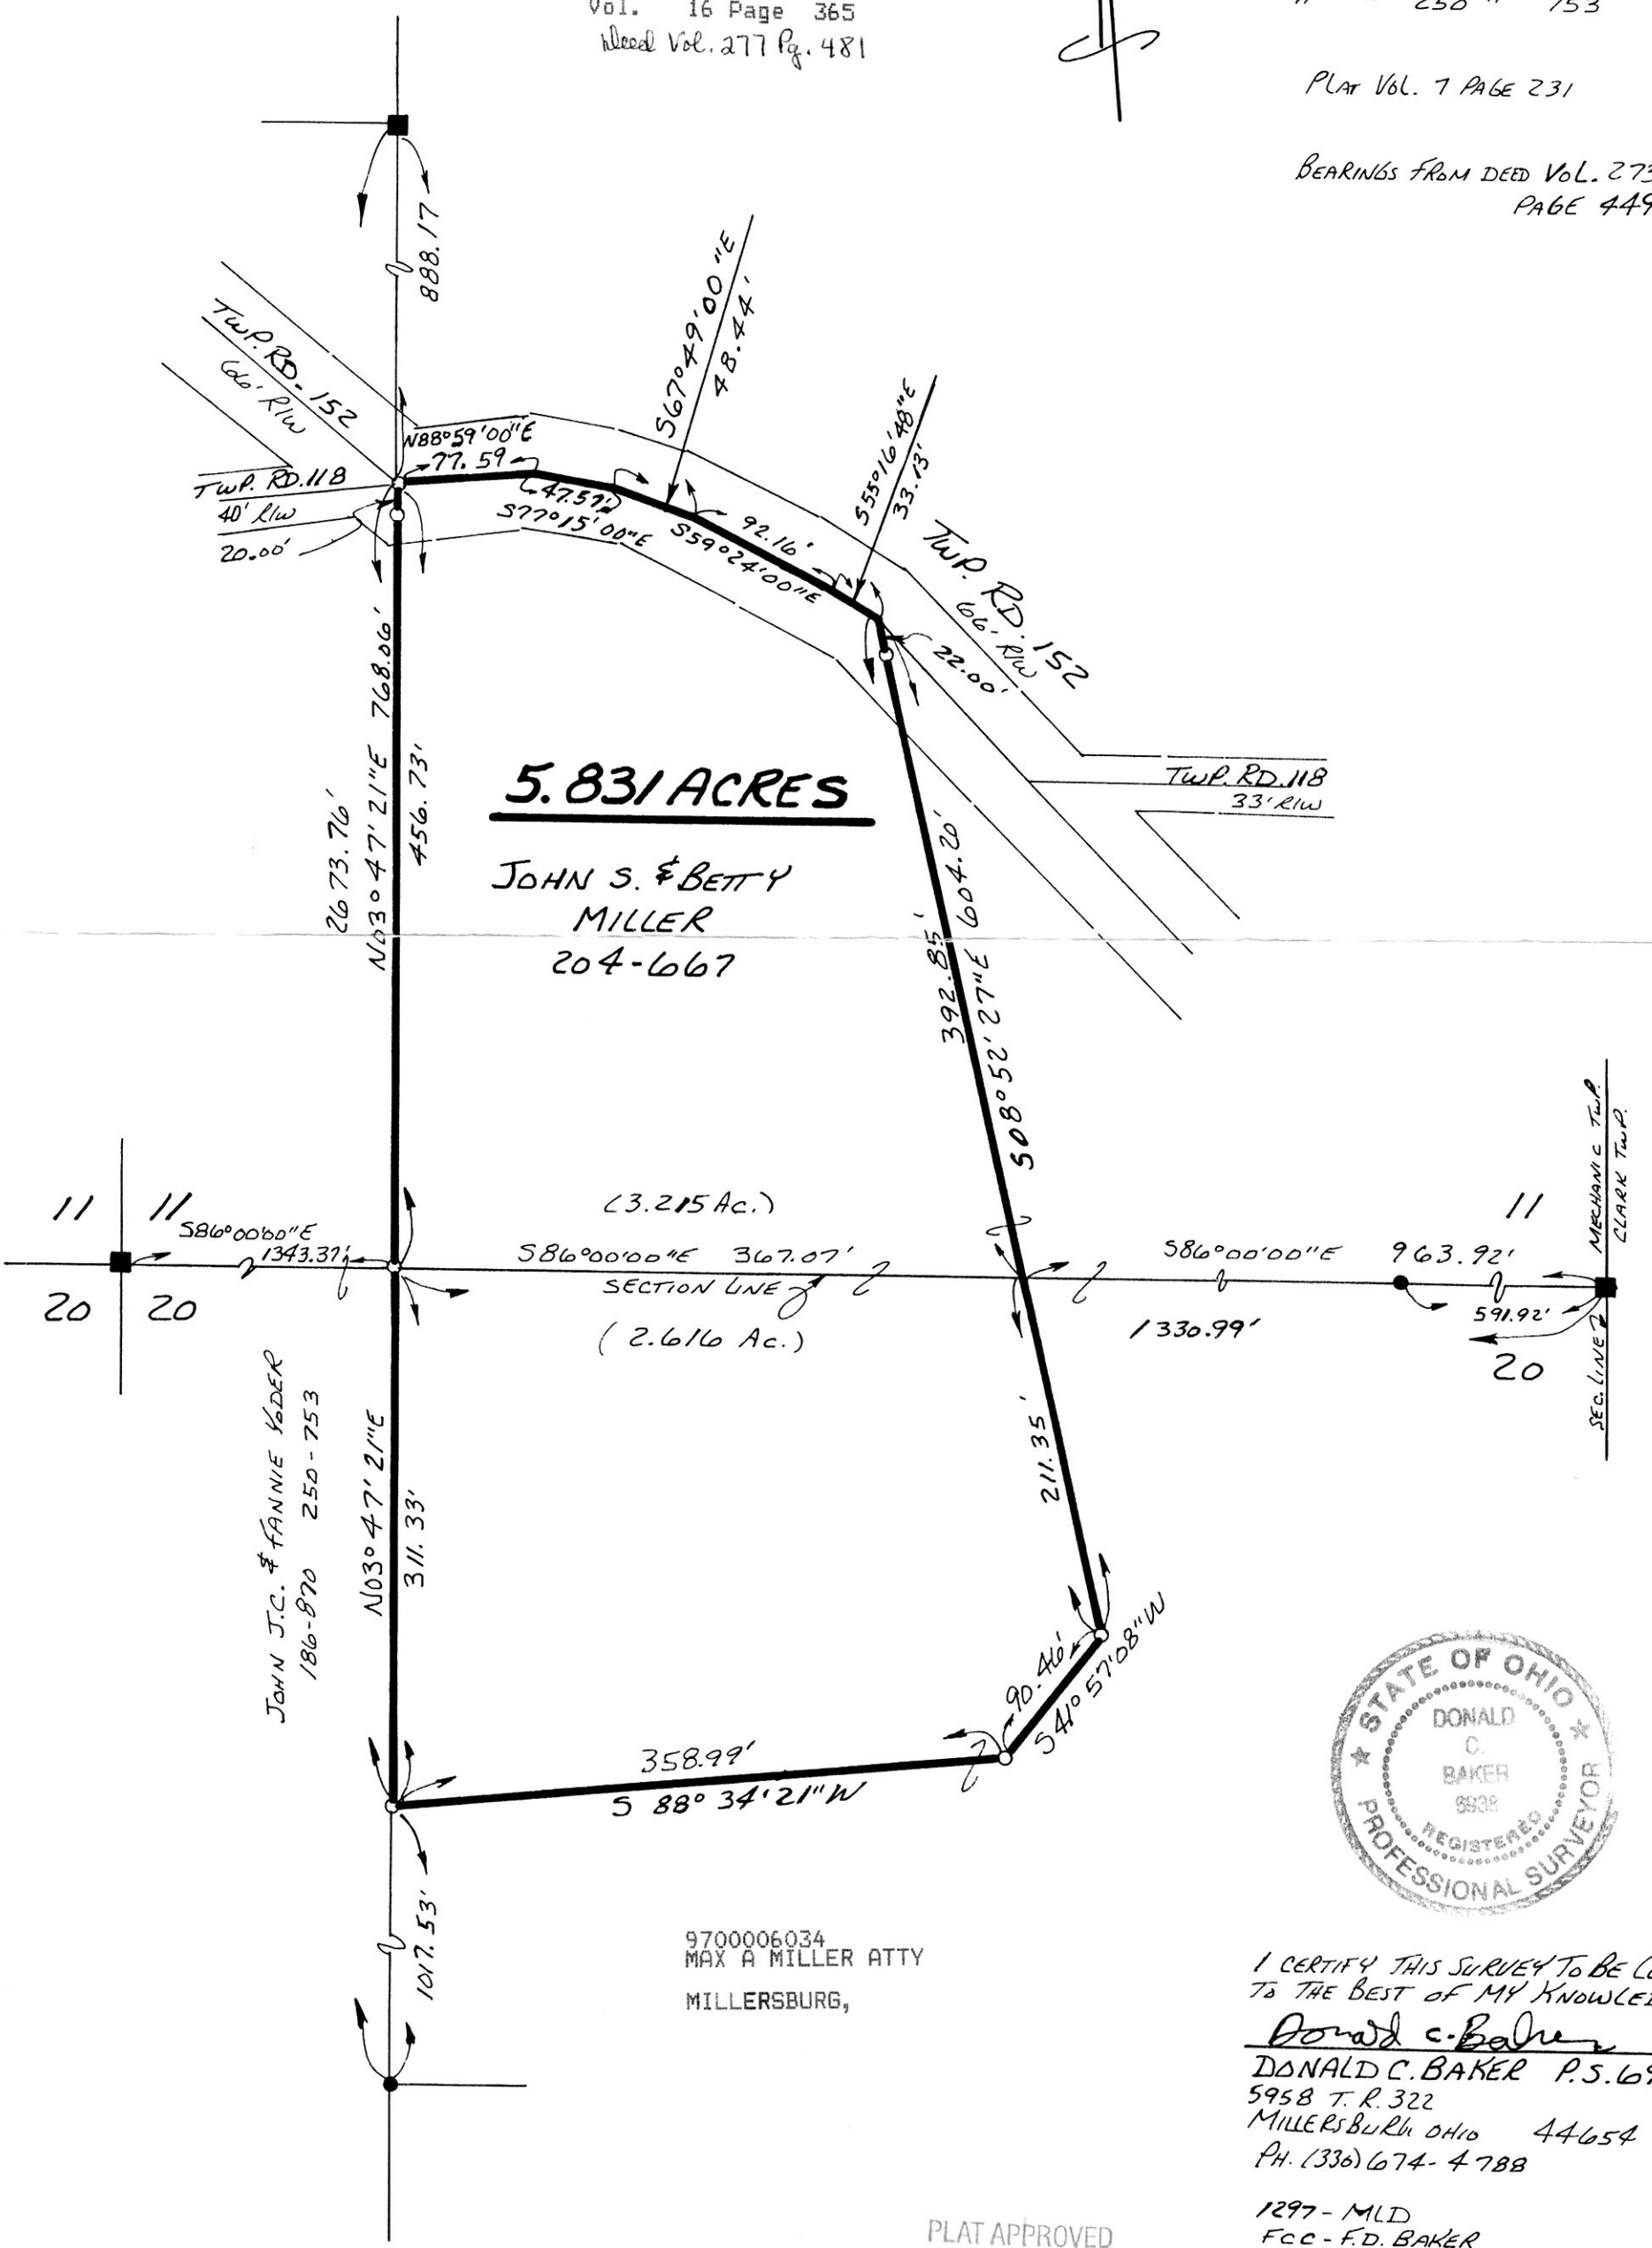 Vol. 16 Page 365
Deed Vol. 277 Pg. 481
" " 250 " 753
PLAT VOL. 7 PAGE 231
BEARINGS FROM DEED VOL. 273
PAGE 449
888.17
TWP. RD. 152
66' R/W
S67°49'00"E
48.44'
N88°59'00"E
77.59
TWP. RD. 118
40' R/W
20.00'
47.57'
S77°15'00"E
92.16'
S59°24'00"E
S55°16'48"E
33.13'
TWP. RD. 152
66' R/W
22.00'
TWP. RD. 118
33' R/W
5.831 ACRES
JOHN S. & BETTY
MILLER
204-667
2673.76'
N03°47'21"E 768.06'
456.73'
392.85'
S08°52'27"E 604.20'
11 11
S86°00'00"E
1343.37'
20 20
(3.215 Ac.)
S86°00'00"E 367.07'
SECTION LINE
(2.616 Ac.)
S86°00'00"E 963.92'
1330.99'
591.92'
11
20
MECHANIC TWP.
CLARK TWP.
SEC. LINE
JOHN J.C. & FANNIE YODER
186-870 250-753
N03°47'21"E
311.33'
211.35'
90.46'
S41°57'08"W
358.99'
S 88°34'21"W
1017.53'
STATE OF OHIO
DONALD
C.
BAKER
6938
REGISTERED
PROFESSIONAL SURVEYOR
9700006034
MAX A MILLER ATTY
MILLERSBURG,
I CERTIFY THIS SURVEY TO BE
TO THE BEST OF MY
Donald C. Baker
DONALD C. BAKER P.S. 69
5958 T.R. 322
MILLERSBURG OHIO 44654
PH. (330) 674-4788
1297-MLD
FCC-F.D. BAKER
PLAT APPROVED